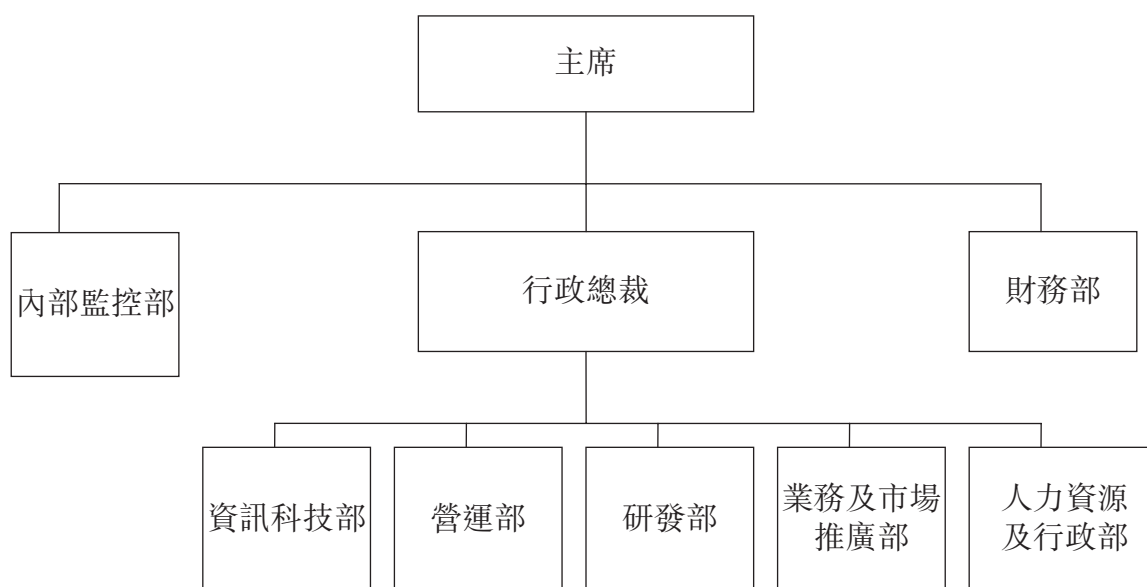 主席
內部監控部
行政總裁
財務部
資訊科技部
營運部
研發部
業務及市場
推廣部
人力資源
及行政部